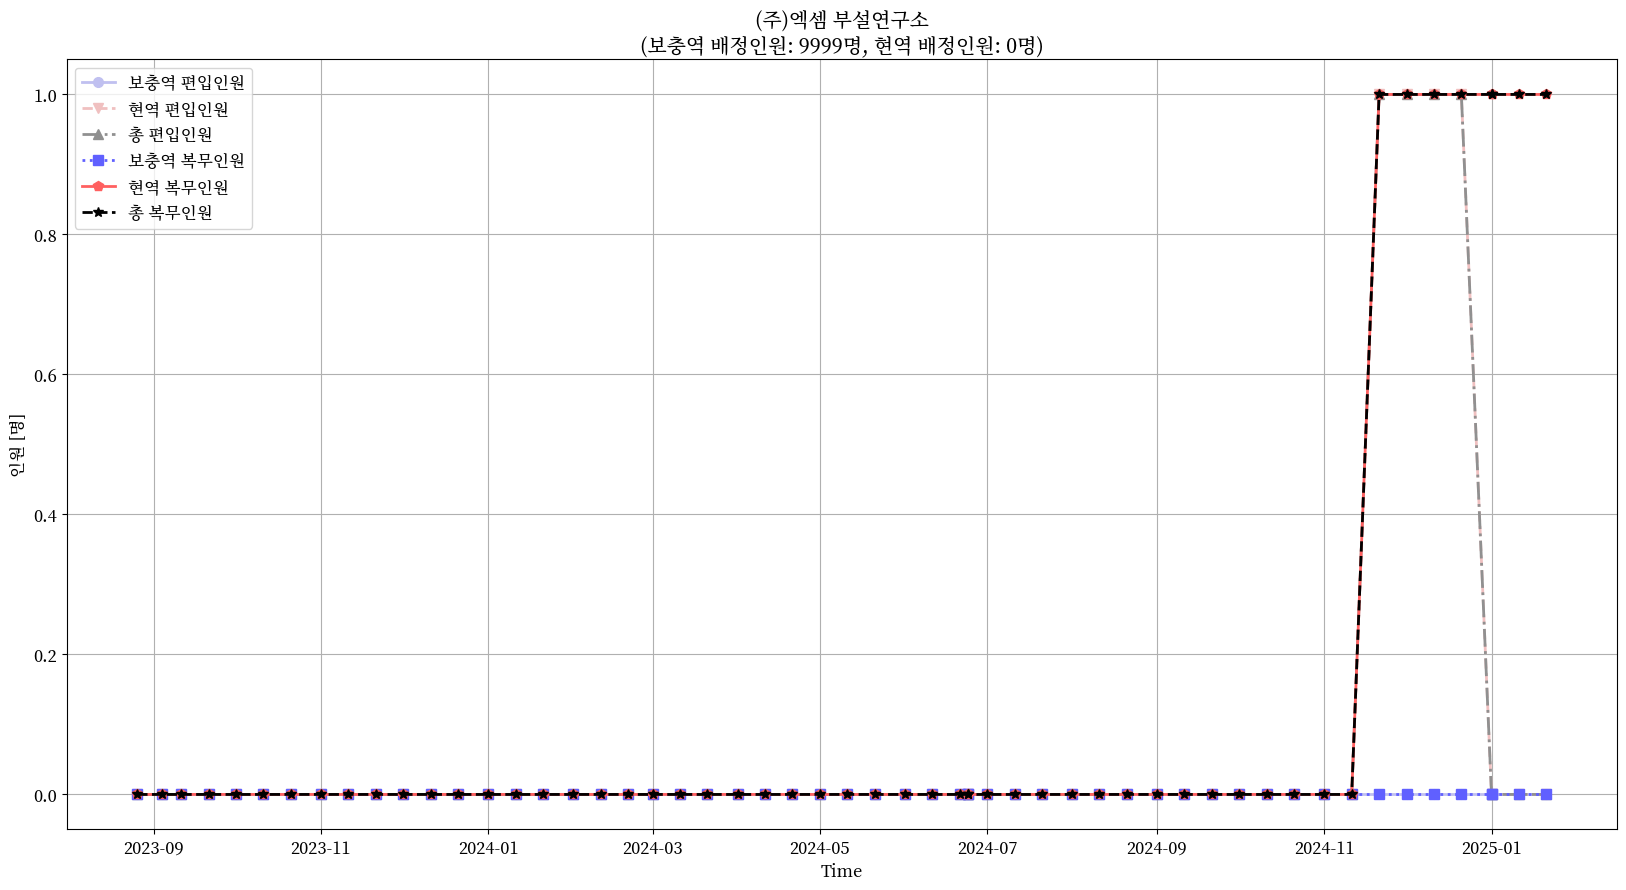 (주)엑셈 부설연구소
(보충역 배정인원: 9999명, 현역 배정인원: 0명)
보충역 편입인원
현역 편입인원
총 편입인원
보충역 복무인원
현역 복무인원
총 복무인원
1.0
0.8
0.6
0.4
0.2
0.0
인원 [명]
2023-09 2023-11 2024-01 2024-03 2024-05 2024-07 2024-09 2024-11 2025-01
Time